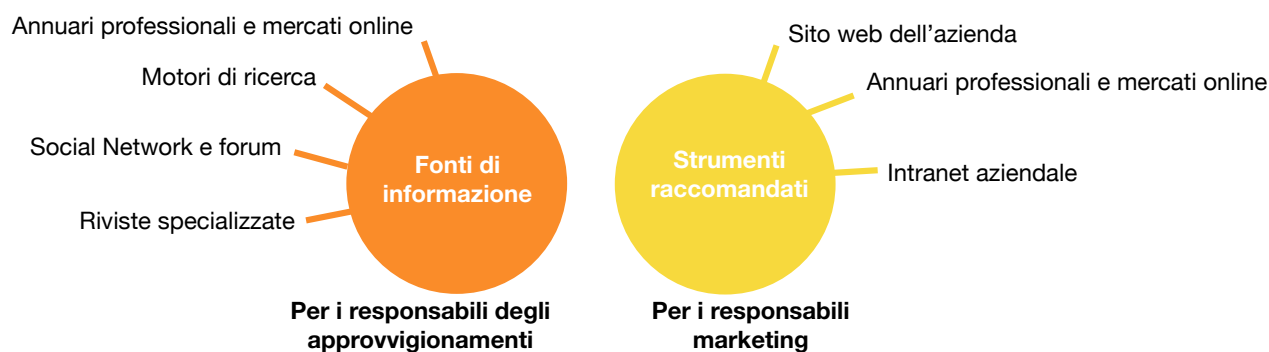 Annuari professionali e mercati online
Motori di ricerca
Social Network e forum
Riviste specializzate
Fonti di
informazione
Per i responsabili degli
approvvigionamenti
Sito web dell’azienda
Annuari professionali e mercati online
Intranet aziendale
Strumenti
raccomandati
Per i responsabili
marketing